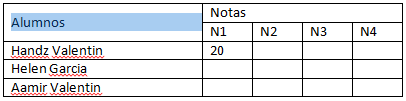 Alumnos
Notas
N1 N2 N3 N4
Handz Valentin 20
Helen Garcia
Aamir Valentin